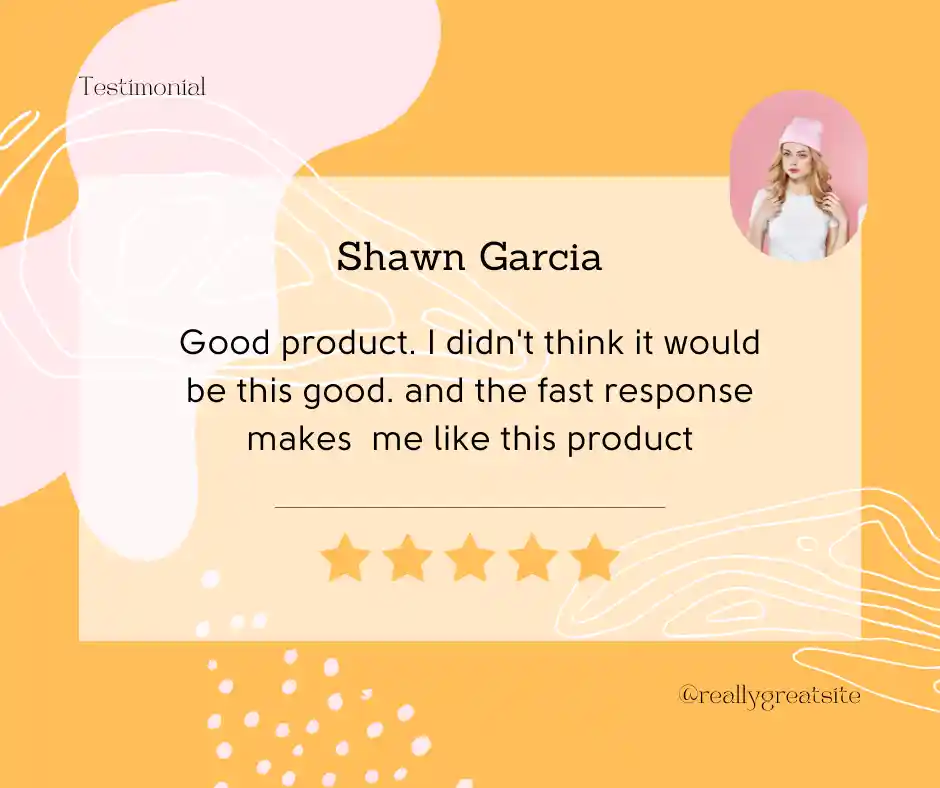 Testimonial
Shawn Garcia
Good product. I didn't think it would
be this good. and the fast response
makes  me like this product
@reallygreatsite